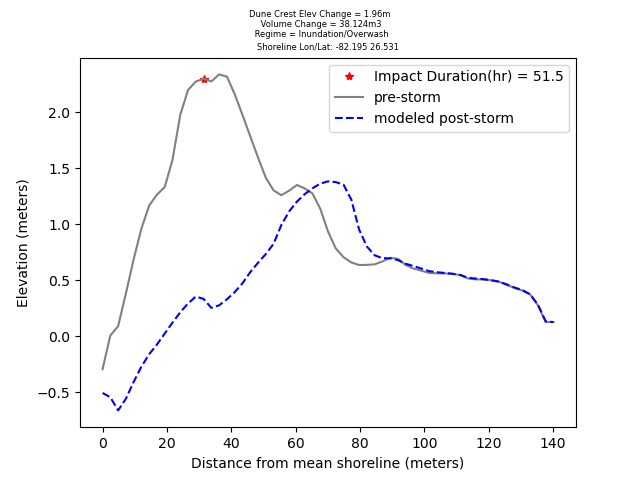 Dune Crest Elev Change = 1.96m
Volume Change = 38.124m3
Regime = Inundation/Overwash
Shoreline Lon/Lat: -82.195 26.531
Impact Duration(hr) = 51.5
pre-storm
modeled post-storm
Elevation (meters)
2.0
1.5
1.0
0.5
0.0
−0.5
0 20 40 60 80 100 120 140
Distance from mean shoreline (meters)